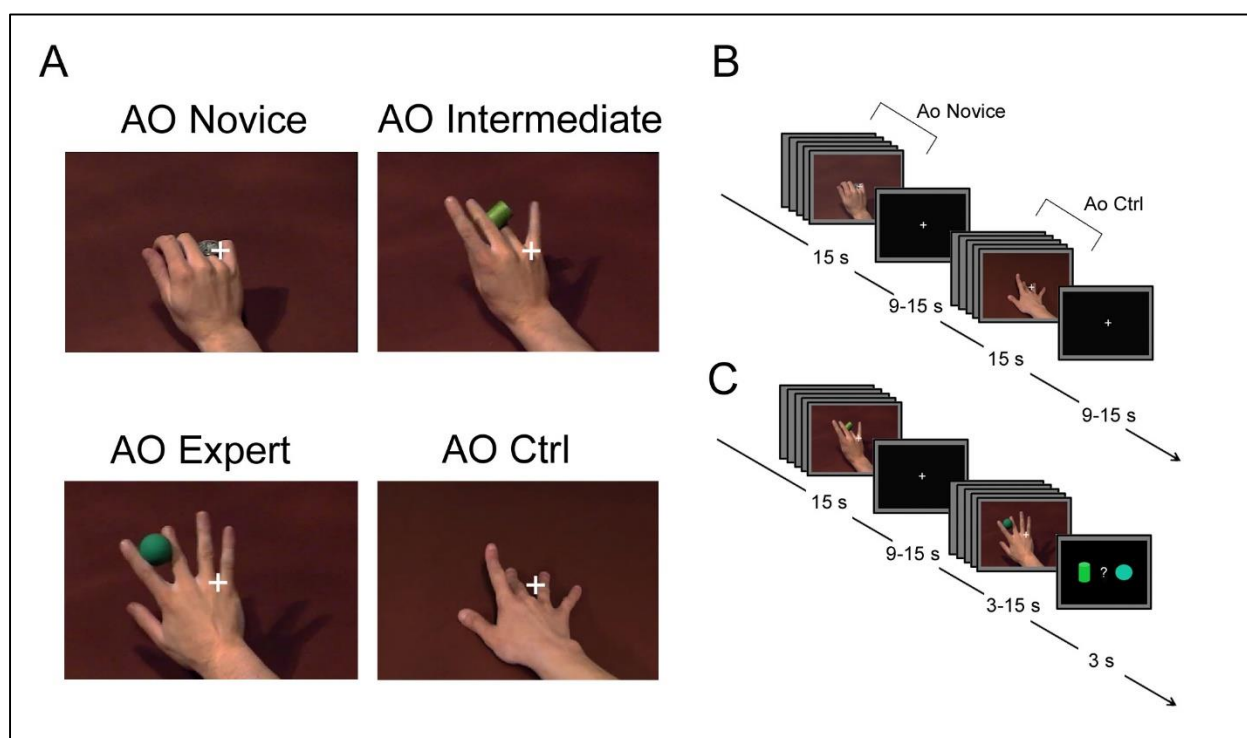 A
AO Novice
AO Intermediate
AO Expert
AO Ctrl
B
Ao Novice
Ao Ctrl
15 s
9-15 s
15 s
9-15 s
C
15 s
9-15 s
3-15 s
?
3 s